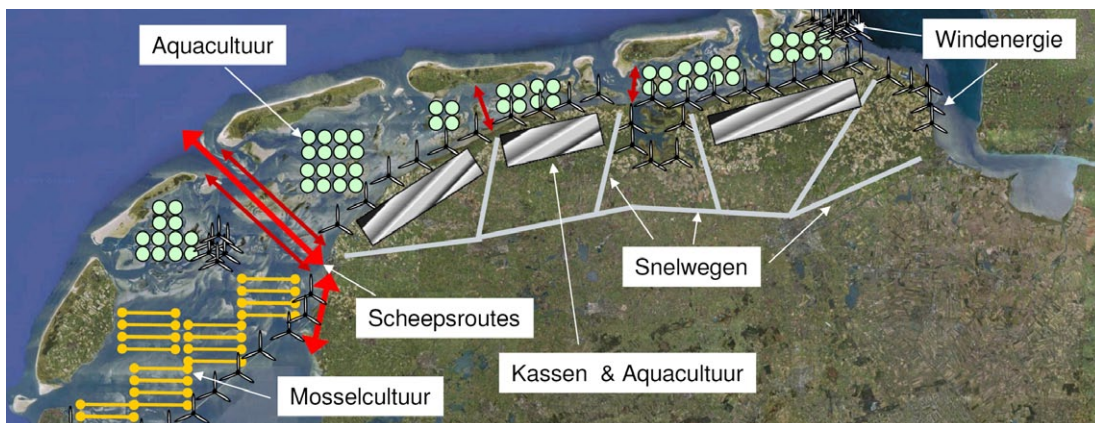 Aquacultuur
Windenergie
Snelwegen
Scheepsroutes
Kassen & Aquacultuur
Mosselcultuur